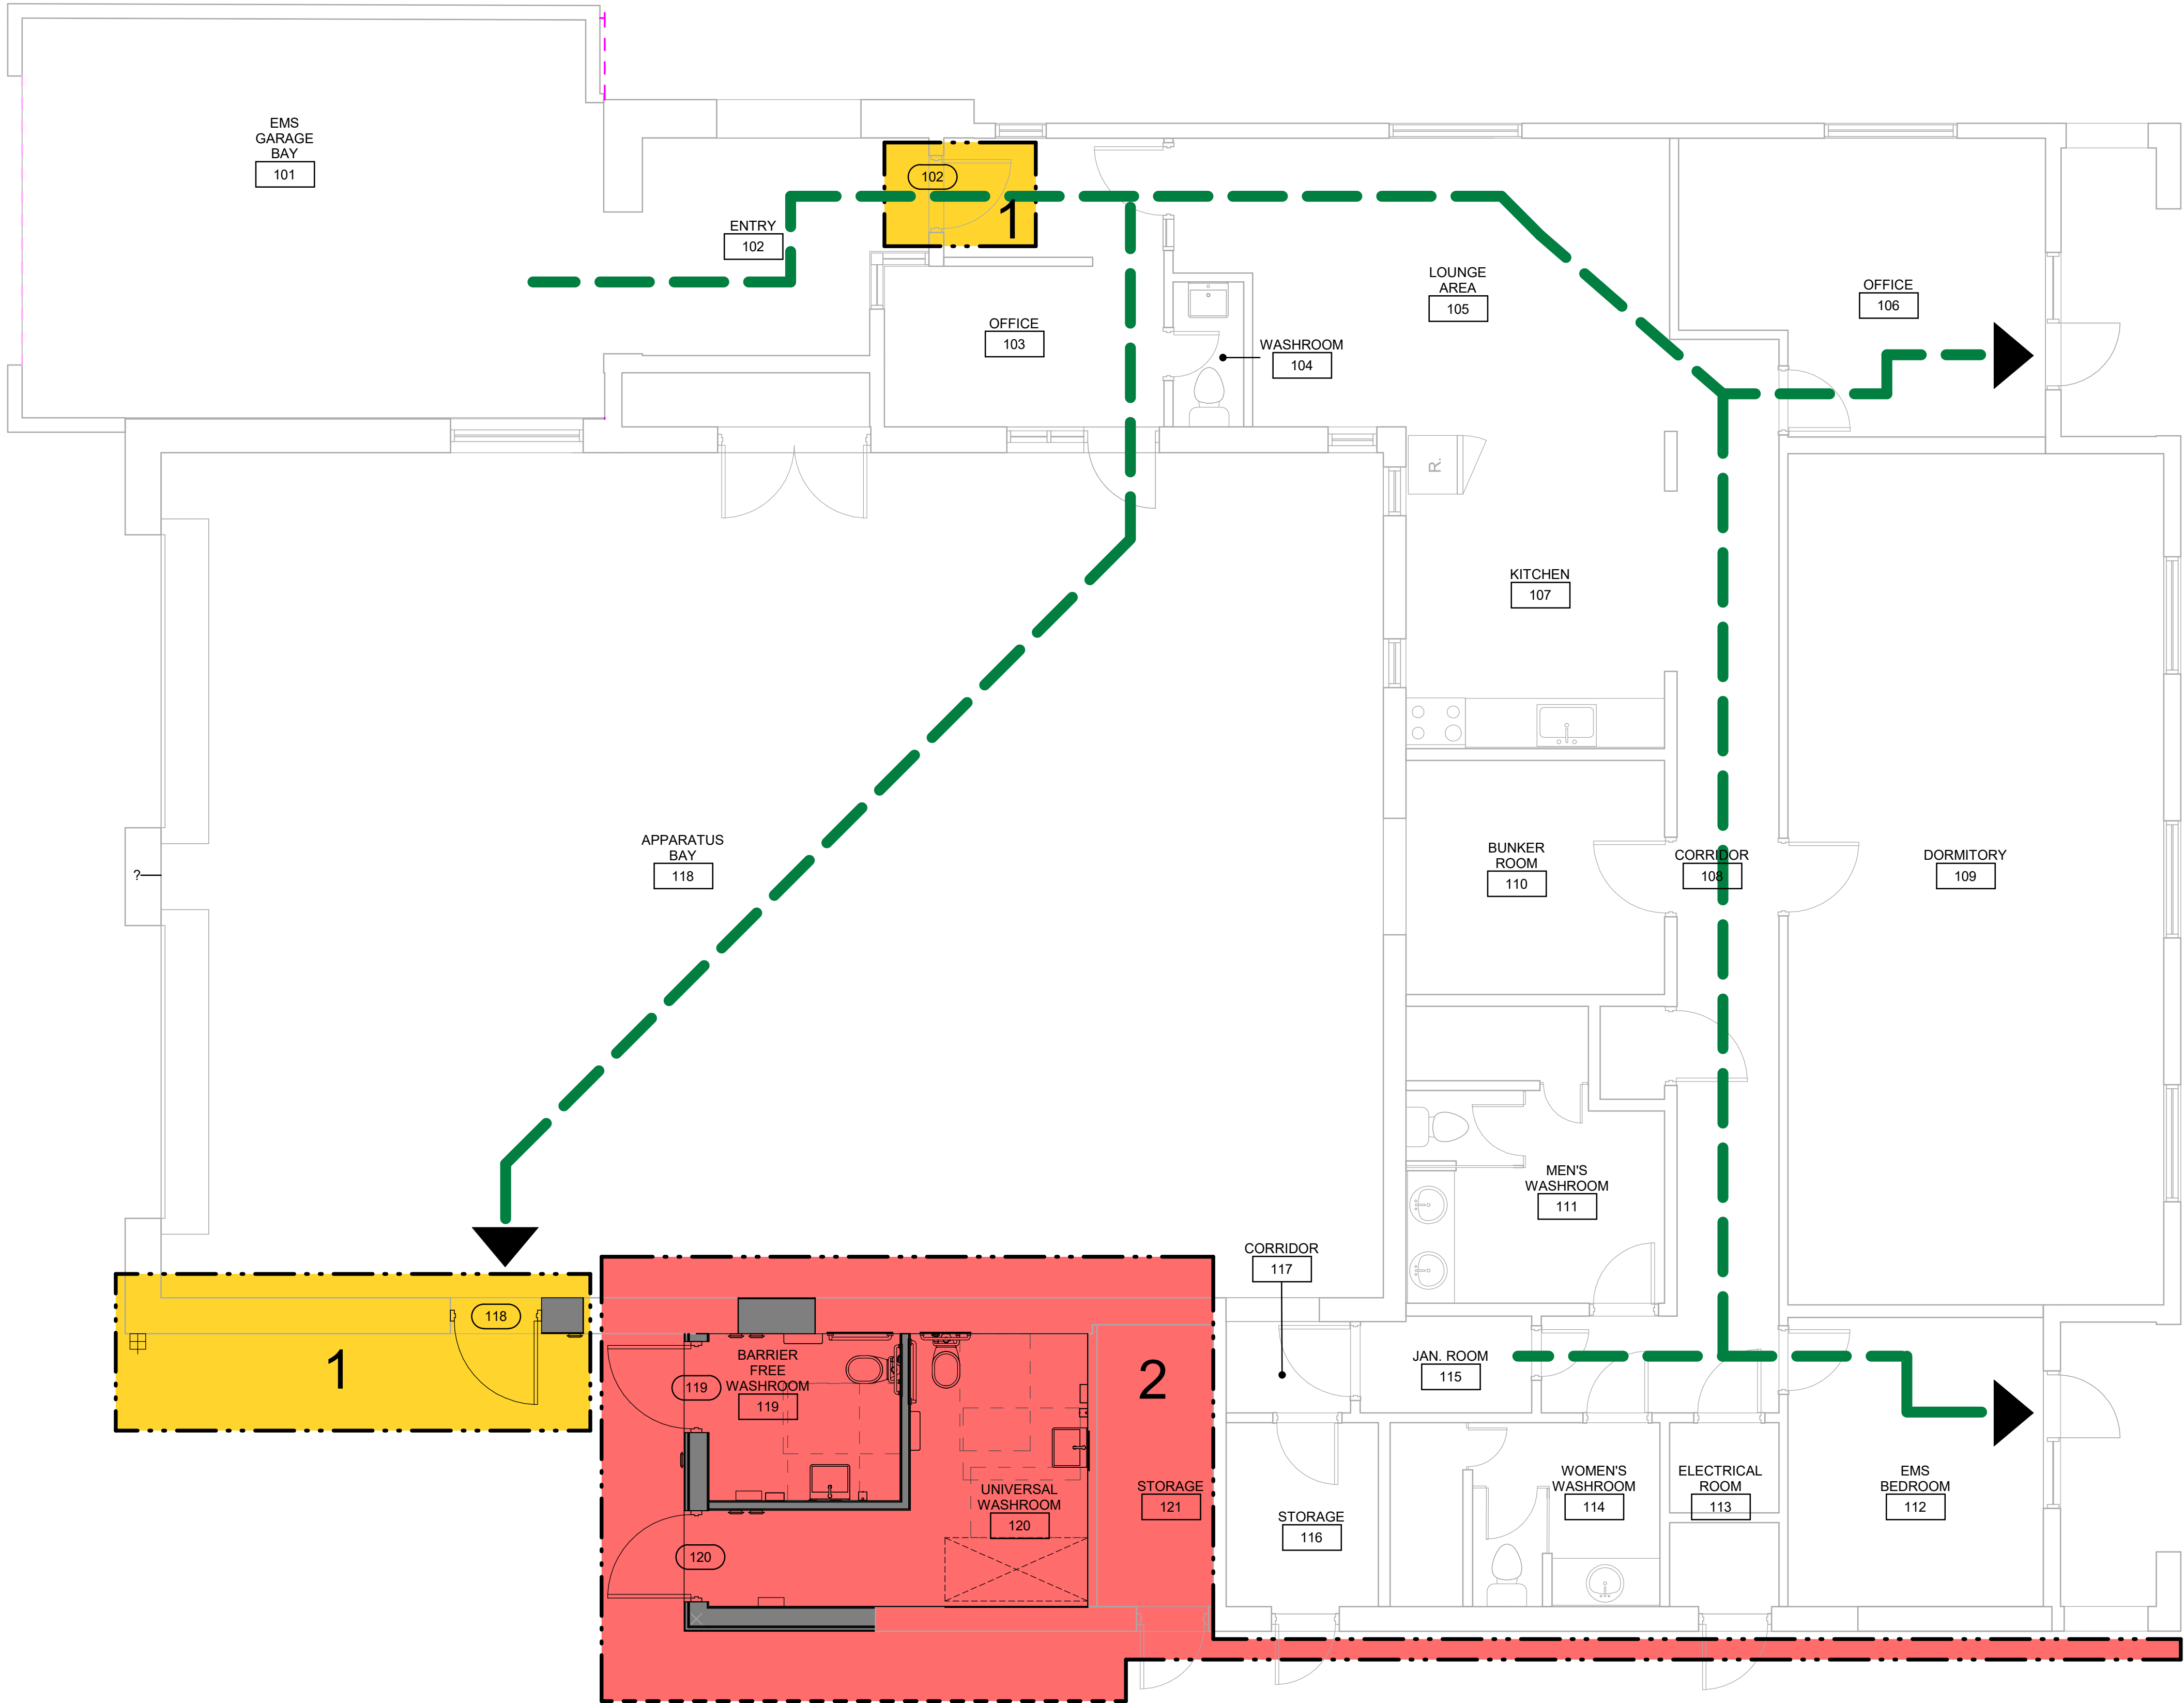 EMS
GARAGE
BAY
101
102
1
ENTRY
102
LOUNGE
AREA
105
OFFICE
106
OFFICE
103
WASHROOM
104
R.
KITCHEN
107
APPARATUS
BAY
118
?
BUNKER
ROOM
110
CORRIDOR
108
DORMITORY
109
MEN'S
WASHROOM
111
CORRIDOR
117
118
1
BARRIER
FREE
WASHROOM
119
119
2
JAN. ROOM
115
UNIVERSAL
WASHROOM
120
120
STORAGE
121
STORAGE
116
WOMEN'S
WASHROOM
114
ELECTRICAL
ROOM
113
EMS
BEDROOM
112